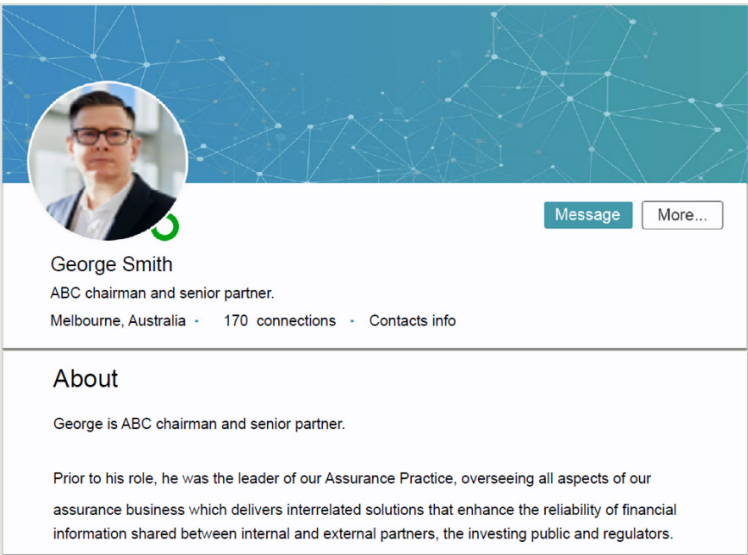 Message
More...
George Smith
ABC chairman and senior partner.
Melbourne, Australia - 170 connections - Contacts info
About
George is ABC chairman and senior partner.
Prior to his role, he was the leader of our Assurance Practice, overseeing all aspects of our
assurance business which delivers interrelated solutions that enhance the reliability of financial
information shared between internal and external partners, the investing public and regulators.